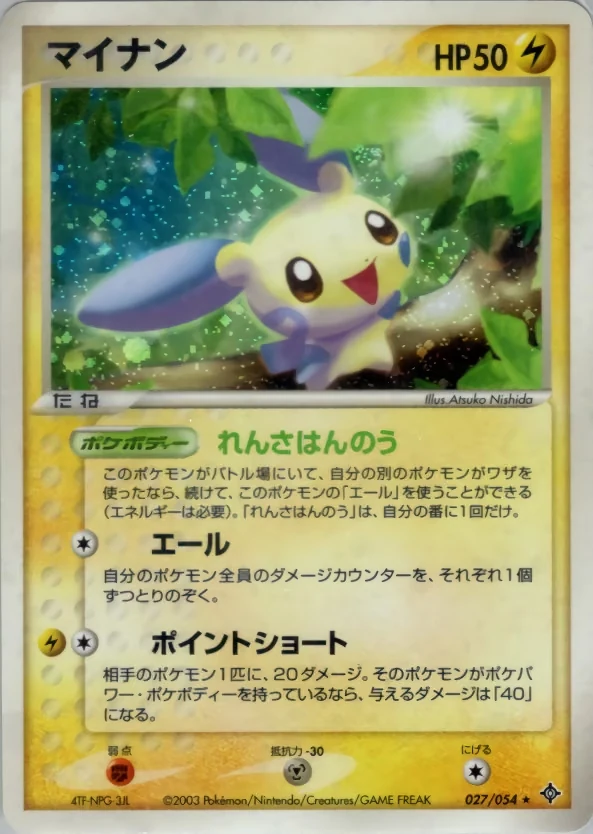 マイナン HP50
たね Illus. Atsuko Nishida
ポケボディー れんさはんのう
このポケモンがバトル場にいて、自分の別のポケモンがワザを
使ったなら、続けて、このポケモンの「エール」を使うことができる
(エネルギーは必要)。「れんさはんのう」は、自分の番に1回だけ。
エール
自分のポケモン全員のダメージカウンターを、それぞれ1個
ずつとりのぞく。
ポイントショート
相手のポケモン1匹に、20ダメージ。そのポケモンがポケパ
ワー・ポケボディーを持っているなら、与えるダメージは「40」
になる。
弱点 抵抗力 -30 にげる
4TF-NPG-3JL ©2003 Pokémon/Nintendo/Creatures/GAME FREAK 027/054 ★